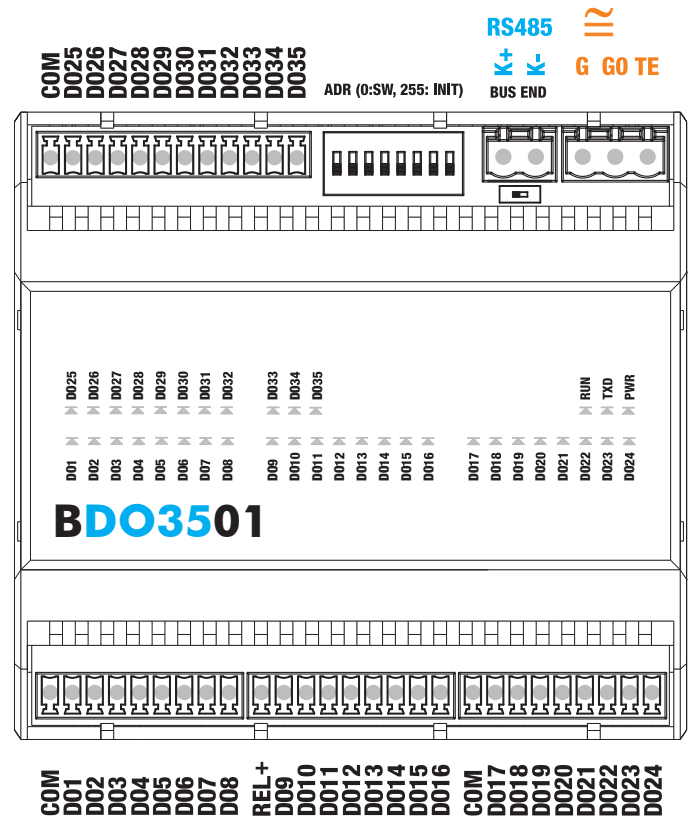 RS485
COM
DO25
DO26
DO27
DO28
DO29
DO30
DO31
DO32
DO33
DO34
DO35
ADR (0:SW, 255: INIT)
K+
K-
G G0 TE
BUS END
DO25
DO26
DO27
DO28
DO29
DO30
DO31
DO32
DO33
DO34
DO35
RUN
TXD
PWR
DO1
DO2
DO3
DO4
DO5
DO6
DO7
DO8
DO9
DO10
DO11
DO12
DO13
DO14
DO15
DO16
DO17
DO18
DO19
DO20
DO21
DO22
DO23
DO24
BDO3501
COM
DO1
DO2
DO3
DO4
DO5
DO6
DO7
DO8
REL+
DO9
DO10
DO11
DO12
DO13
DO14
DO15
DO16
COM
DO17
DO18
DO19
DO20
DO21
DO22
DO23
DO24